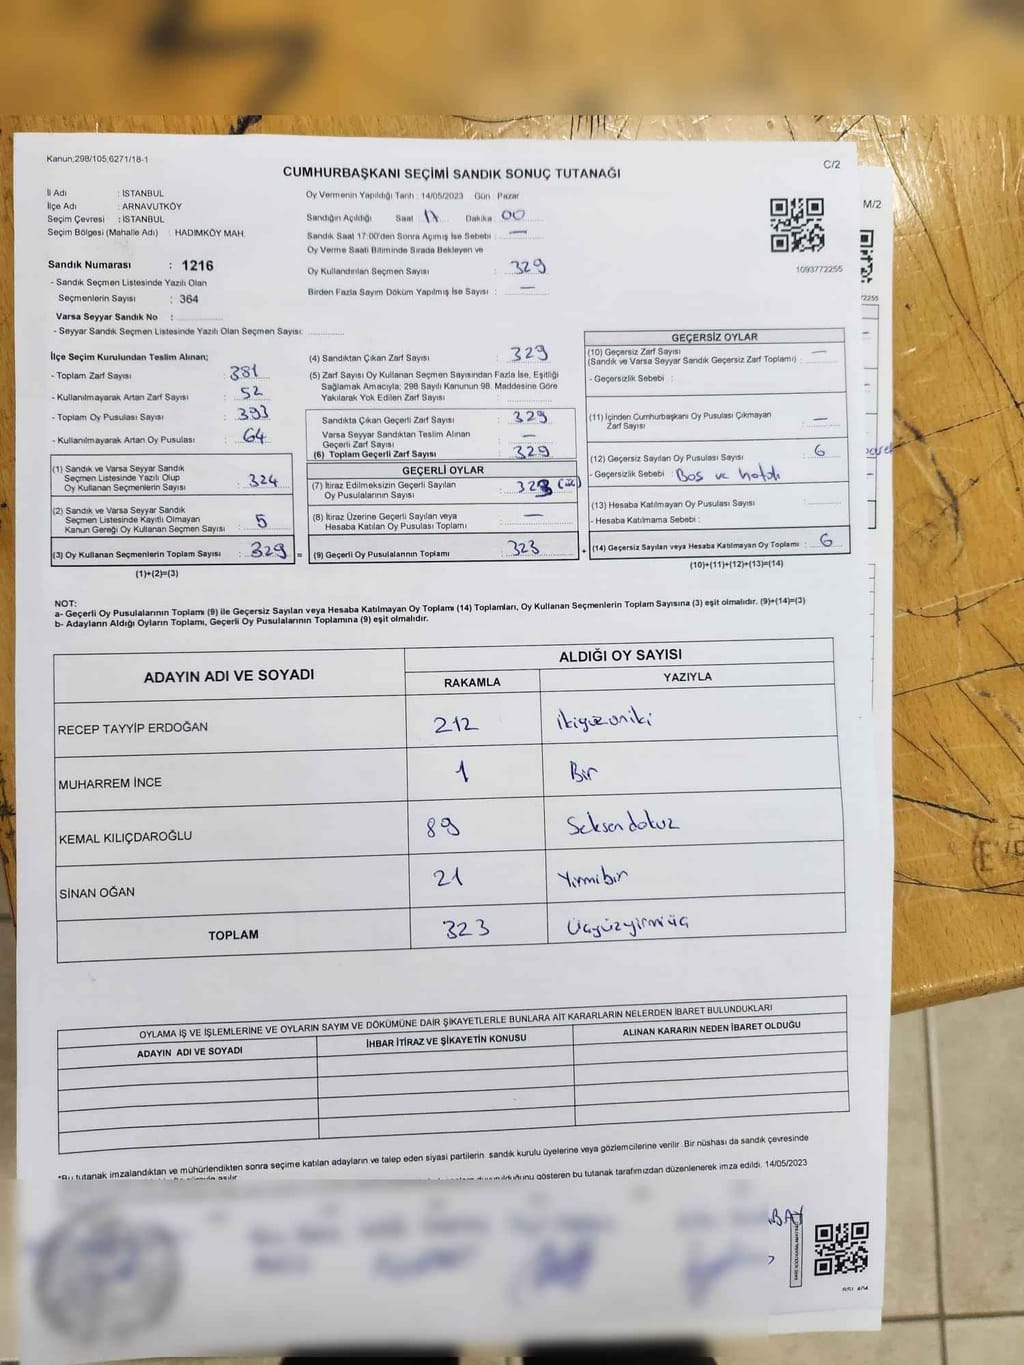 Kanun;298/105;6271/18-1
C/2
CUMHURBAŞKANI SEÇİMİ SANDIK SONUÇ TUTANAĞI
M/2
İl Adı : İSTANBUL
İlçe Adı : ARNAVUTKÖY
Seçim Çevresi : İSTANBUL
Seçim Bölgesi (Mahalle Adı) : HADIMKÖY MAH.
Oy Vermenin Yapıldığı Tarih : 14/05/2023 Gün Pazar
Sandığın Açıldığı Saat 17 Dakika 00
Sandık Saat 17:00'den Sonra Açılmış İse Sebebi : —
Oy Verme Saati Bitiminde Sırada Bekleyen ve
Oy Kullandırılan Seçmen Sayısı : 329
Birden Fazla Sayım Döküm Yapılmış İse Sayısı : —
1093772255
Sandık Numarası : 1216
- Sandık Seçmen Listesinde Yazılı Olan
Seçmenlerin Sayısı : 364
Varsa Seyyar Sandık No :
- Seyyar Sandık Seçmen Listesinde Yazılı Olan Seçmen Sayısı:
İlçe Seçim Kurulundan Teslim Alınan;
- Toplam Zarf Sayısı : 381
- Kullanılmayarak Artan Zarf Sayısı : 52
- Toplam Oy Pusulası Sayısı : 393
- Kullanılmayarak Artan Oy Pusulası : 64
(1) Sandık ve Varsa Seyyar Sandık
Seçmen Listesinde Yazılı Olup
Oy Kullanan Seçmenlerin Sayısı : 324
(2) Sandık ve Varsa Seyyar Sandık
Seçmen Listesinde Kayıtlı Olmayan
Kanun Gereği Oy Kullanan Seçmen Sayısı : 5
(3) Oy Kullanan Seçmenlerin Toplam Sayısı : 329 =
(1)+(2)=(3)
(4) Sandıktan Çıkan Zarf Sayısı : 329
(5) Zarf Sayısı Oy Kullanan Seçmen Sayısından Fazla İse, Eşitliği
Sağlamak Amacıyla; 298 Sayılı Kanunun 98. Maddesine Göre
Yakılarak Yok Edilen Zarf Sayısı :
Sandıkta Çıkan Geçerli Zarf Sayısı : 329
Varsa Seyyar Sandıktan Teslim Alınan
Geçerli Zarf Sayısı : —
(6) Toplam Geçerli Zarf Sayısı : 329
GEÇERLİ OYLAR
(7) İtiraz Edilmeksizin Geçerli Sayılan
Oy Pusulalarının Sayısı : 323 (üç)
(8) İtiraz Üzerine Geçerli Sayılan veya
Hesaba Katılan Oy Pusulası Toplamı : —
(9) Geçerli Oy Pusulalarının Toplamı : 323 +
GEÇERSİZ OYLAR
(10) Geçersiz Zarf Sayısı
(Sandık ve Varsa Seyyar Sandık Geçersiz Zarf Toplamı) : —
- Geçersizlik Sebebi :
(11) İçinden Cumhurbaşkanı Oy Pusulası Çıkmayan
Zarf Sayısı : —
(12) Geçersiz Sayılan Oy Pusulası Sayısı : 6
- Geçersizlik Sebebi Boş ve hatalı
(13) Hesaba Katılmayan Oy Pusulası Sayısı :
- Hesaba Katılmama Sebebi :
(14) Geçersiz Sayılan veya Hesaba Katılmayan Oy Toplamı : 6
(10)+(11)+(12)+(13)=(14)
NOT:
a- Geçerli Oy Pusulalarının Toplamı (9) ile Geçersiz Sayılan veya Hesaba Katılmayan Oy Toplamı (14) Toplamları, Oy Kullanan Seçmenlerin Toplam Sayısına (3) eşit olmalıdır. (9)+(14)=(3)
b- Adayların Aldığı Oyların Toplamı, Geçerli Oy Pusulalarının Toplamına (9) eşit olmalıdır.
ADAYIN ADI VE SOYADI
ALDIĞI OY SAYISI
RAKAMLA YAZIYLA
RECEP TAYYİP ERDOĞAN 212 ikiyüzoniki
MUHARREM İNCE 1 Bir
KEMAL KILIÇDAROĞLU 89 Seksendokuz
SİNAN OĞAN 21 Yirmibir
TOPLAM 323 Üçyüzyirmiüç
OYLAMA İŞ VE İŞLEMLERİNE VE OYLARIN SAYIM VE DÖKÜMÜNE DAİR ŞİKAYETLERLE BUNLARA AİT KARARLARIN NELERDEN İBARET BULUNDUKLARI
ADAYIN ADI VE SOYADI İHBAR İTİRAZ VE ŞİKAYETİN KONUSU ALINAN KARARIN NEDEN İBARET OLDUĞU
*Bu tutanak imzalandıktan ve mühürlendikten sonra seçime katılan adayların ve talep eden siyasi partilerin sandık kurulu üyelerine veya gözlemcilerine verilir .Bir nüshası da sandık çevresinde
gösteren bu tutanak tarafımızdan düzenlenerek imza edildi. 14/05/2023